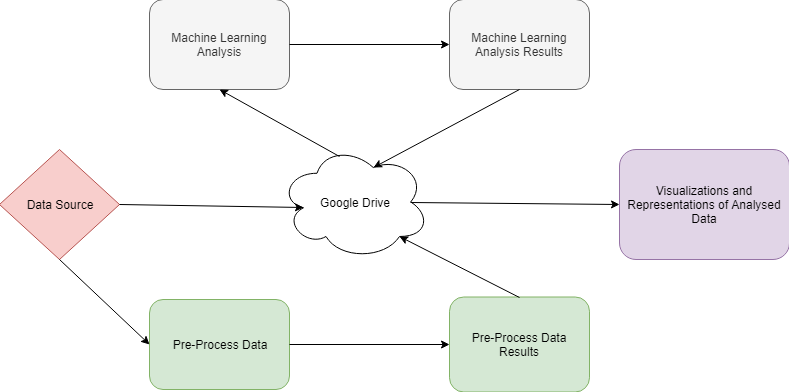 Machine Learning
Analysis
Machine Learning
Analysis Results
Data Source
Google Drive
Visualizations and
Representations of Analysed
Data
Pre-Process Data
Pre-Process Data
Results